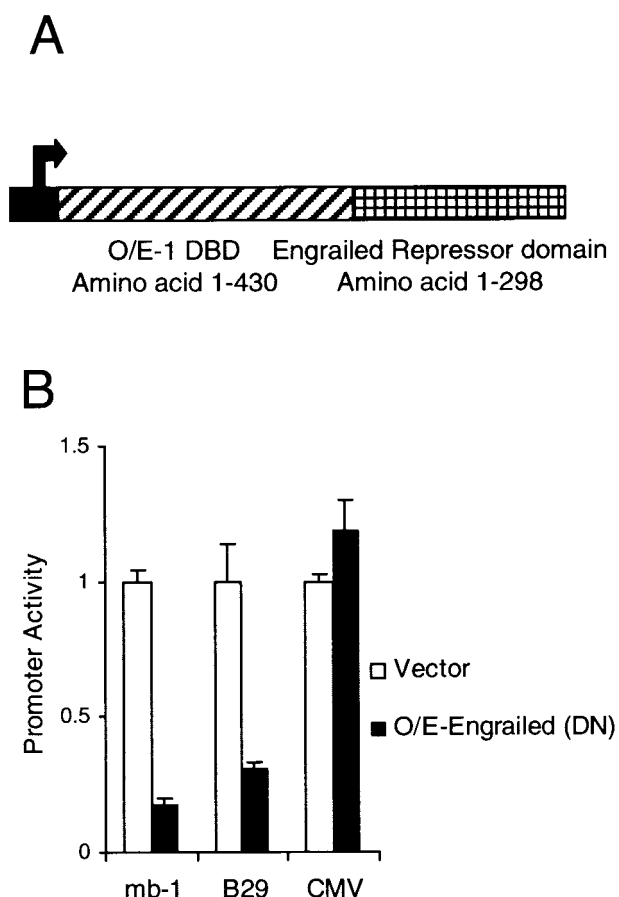 A
O/E-1 DBD
Amino acid 1-430
Engrailed Repressor domain
Amino acid 1-298
B
Promoter Activity
1.5
1
0.5
0
mb-1
B29
CMV
Vector
O/E-Engrailed (DN)